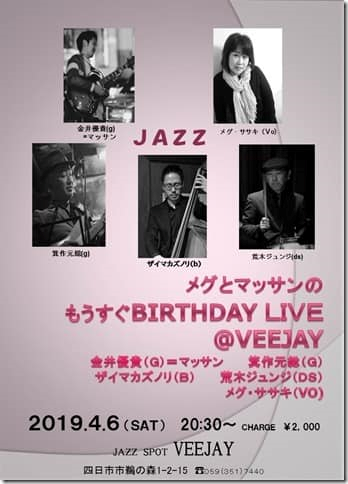 金井優貴(g)
=マッサン
メグ・ササキ (Vo)
JAZZ
箕作元総(g)
ザイマカズノリ(b)
荒木ジュンジ(ds)
メグとマッサンの
もうすぐBIRTHDAY LIVE
@VEEJAY
金井優貴(G)=マッサン 箕作元総(G)
ザイマカズノリ(B) 荒木ジュンジ(DS)
メグ・ササキ(VO)
2019.4.6 (SAT) 20:30～ CHARGE ¥2,000
JAZZ SPOT VEEJAY
四日市市鵜の森1-2-15 ☎059(351)7440